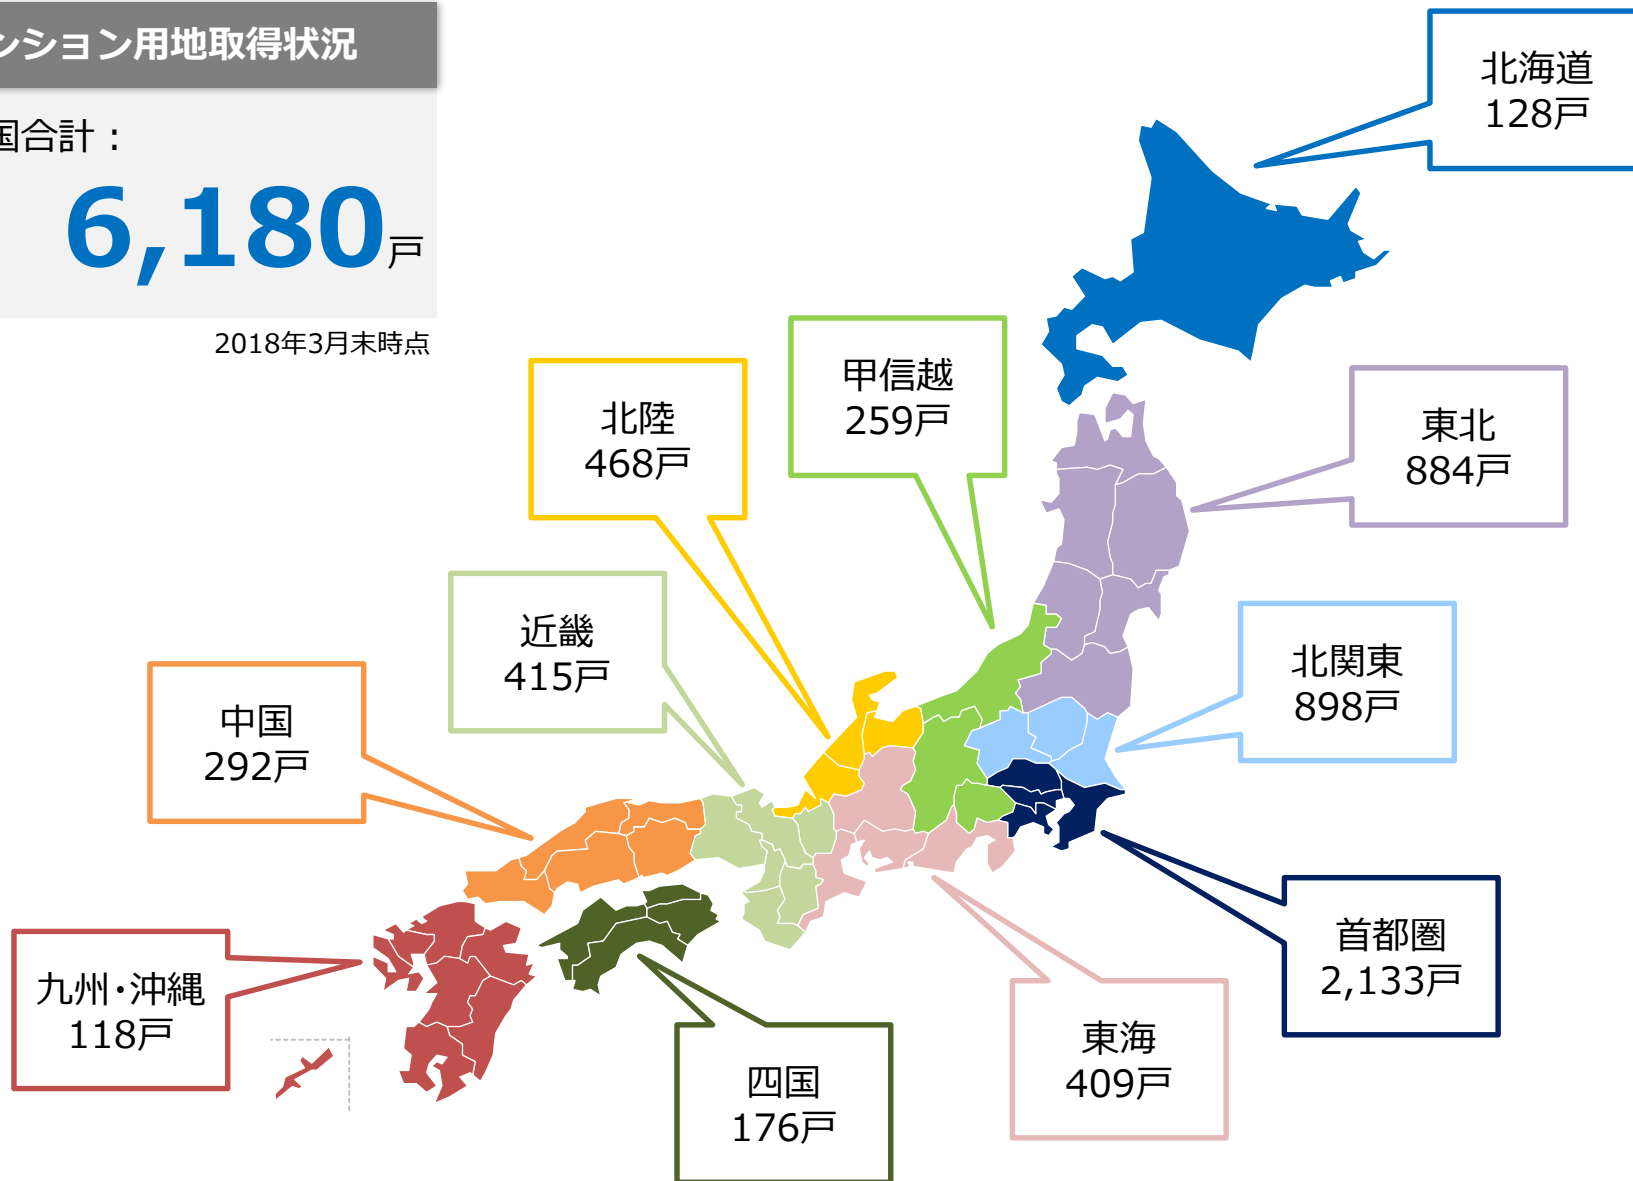 ンション用地取得状況
国合計：
6,180戸
2018年3月末時点
北海道
128戸
甲信越
259戸
北陸
468戸
東北
884戸
近畿
415戸
北関東
898戸
中国
292戸
首都圏
2,133戸
九州・沖縄
118戸
東海
409戸
四国
176戸